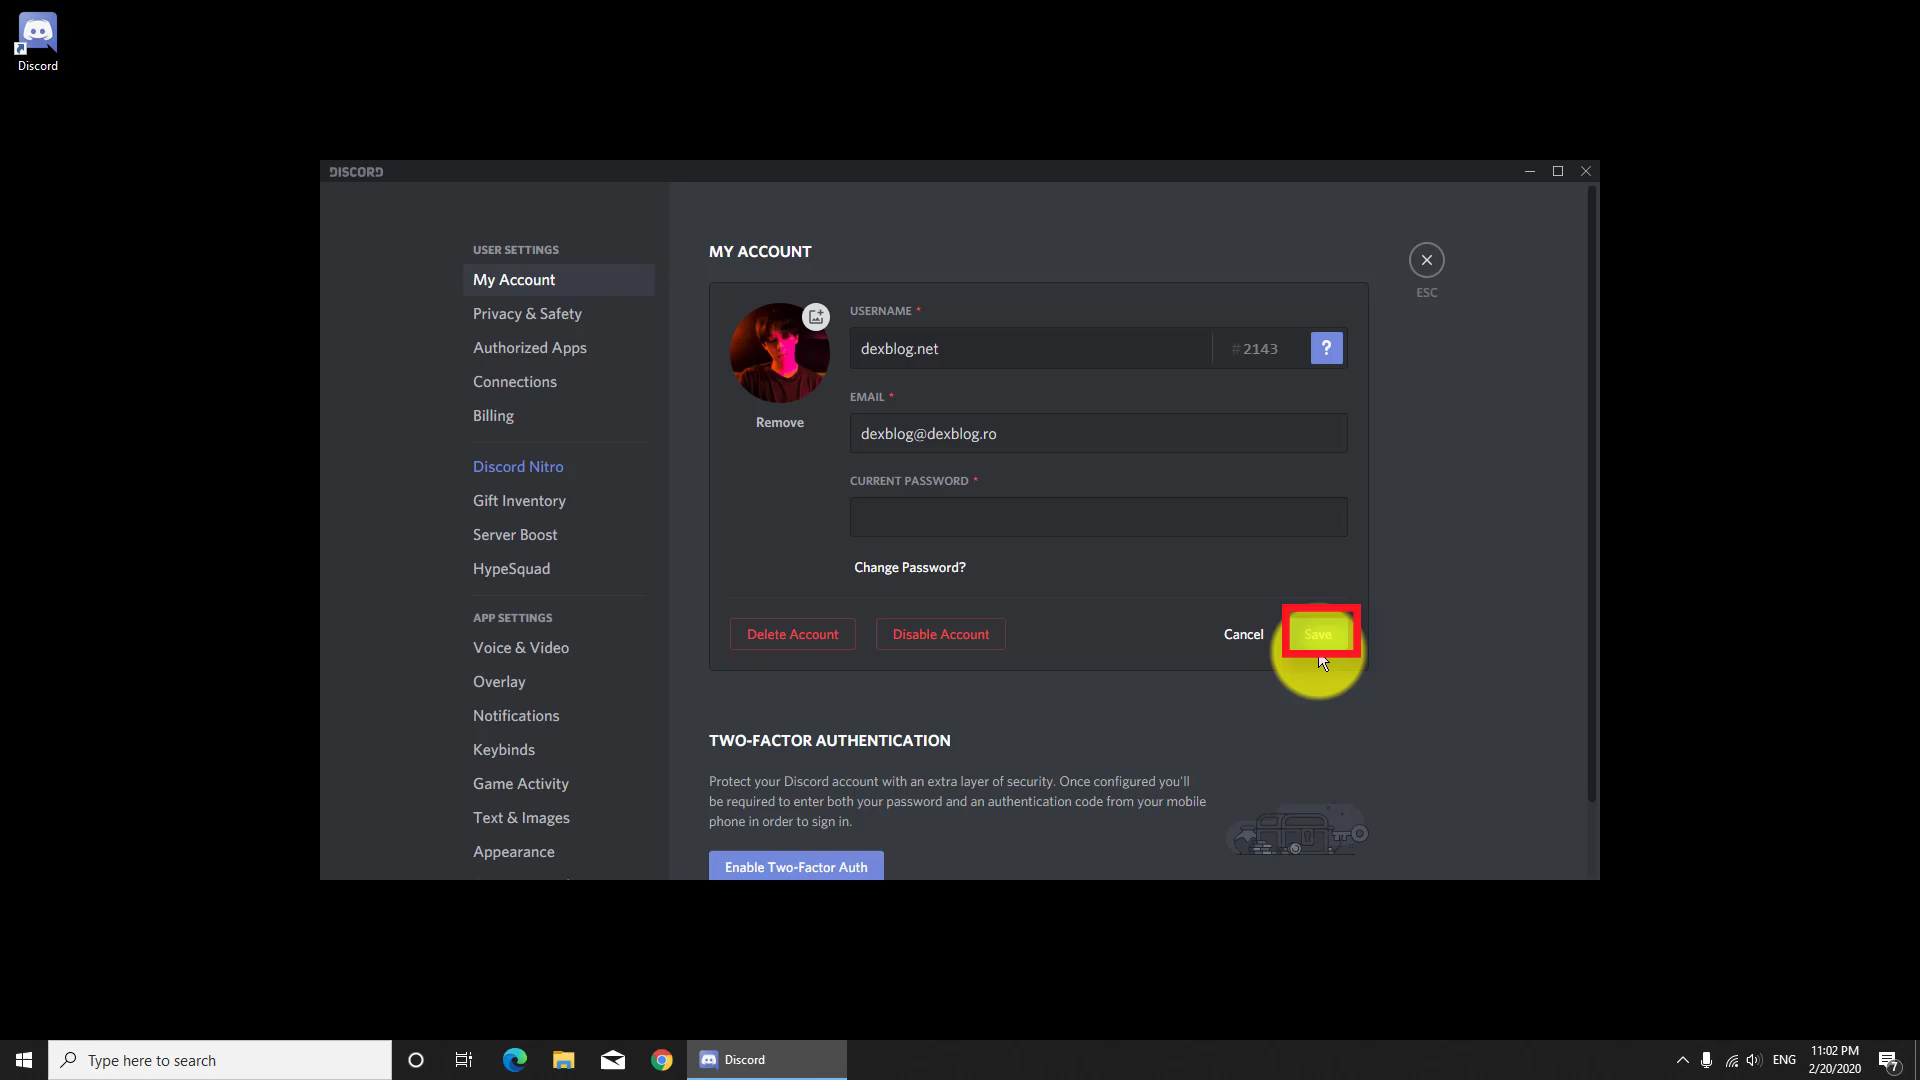 Discord
DISCORD
USER SETTINGS
My Account
Privacy & Safety
Authorized Apps
Connections
Billing
Discord Nitro
Gift Inventory
Server Boost
HypeSquad
APP SETTINGS
Voice & Video
Overlay
Notifications
Keybinds
Game Activity
Text & Images
Appearance
MY ACCOUNT
ESC
Remove
USERNAME *
dexblog.net #2143 ?
EMAIL *
dexblog@dexblog.ro
CURRENT PASSWORD *
Change Password?
Delete Account Disable Account Cancel Save
TWO-FACTOR AUTHENTICATION
Protect your Discord account with an extra layer of security. Once configured you'll
be required to enter both your password and an authentication code from your mobile
phone in order to sign in.
Enable Two-Factor Auth
Type here to search
Discord
ENG
11:02 PM
2/20/2020
7